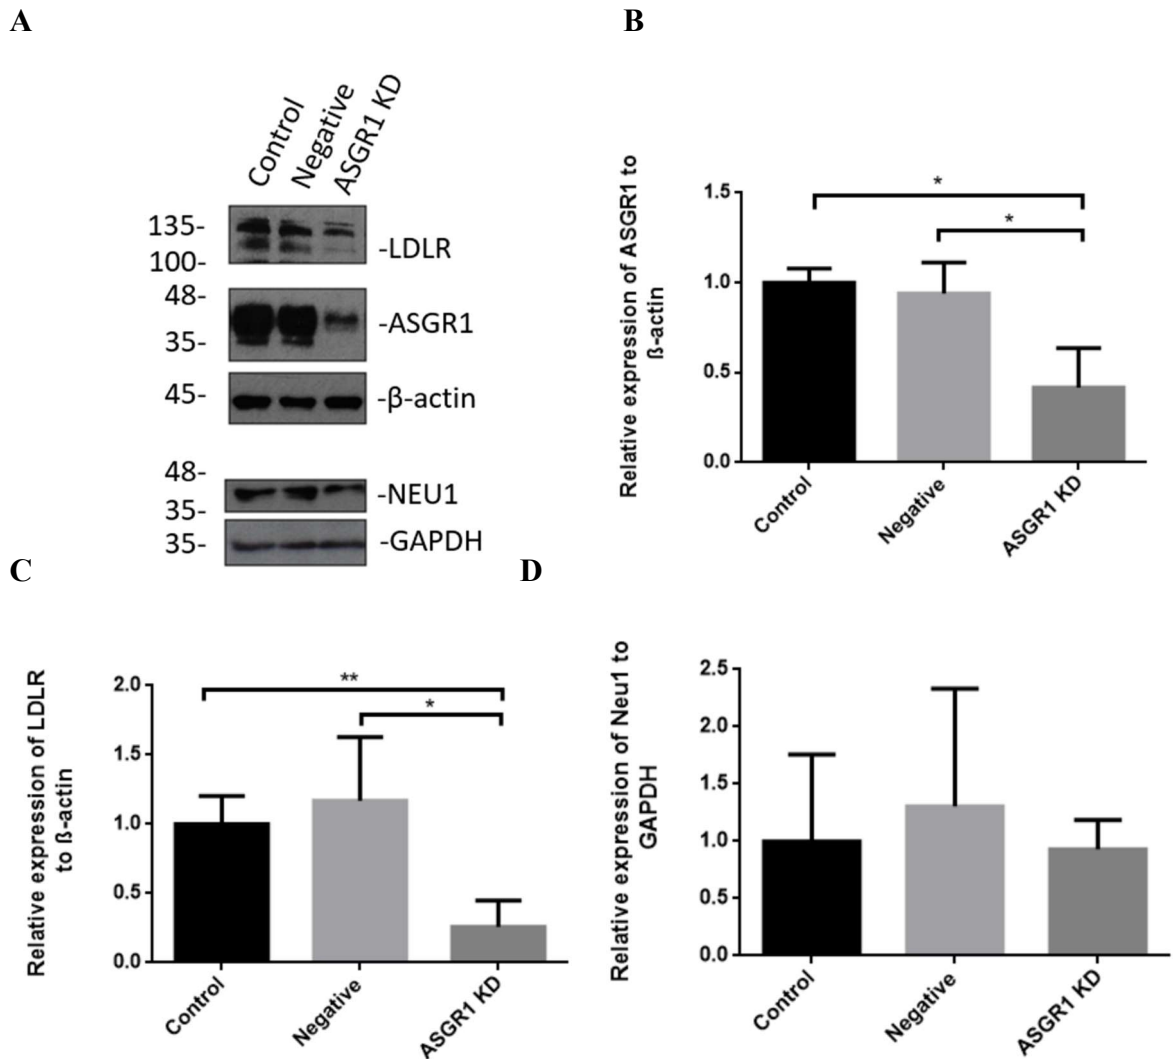 A
B
Control
Negative
ASGR1 KD
135-
100-
-LDLR
48-
35-
-ASGR1
45-
-β-actin
48-
35-
-NEU1
35-
-GAPDH
Relative expression of ASGR1 to
ß-actin
1.5
1.0
0.5
0.0
*
*
Control
Negative
ASGR1 KD
C
D
Relative expression of LDLR
to ß-actin
2.0
1.5
1.0
0.5
0.0
**
*
Control
Negative
ASGR1 KD
Relative expression of Neu1 to
GAPDH
2.5
2.0
1.5
1.0
0.5
0.0
Control
Negative
ASGR1 KD